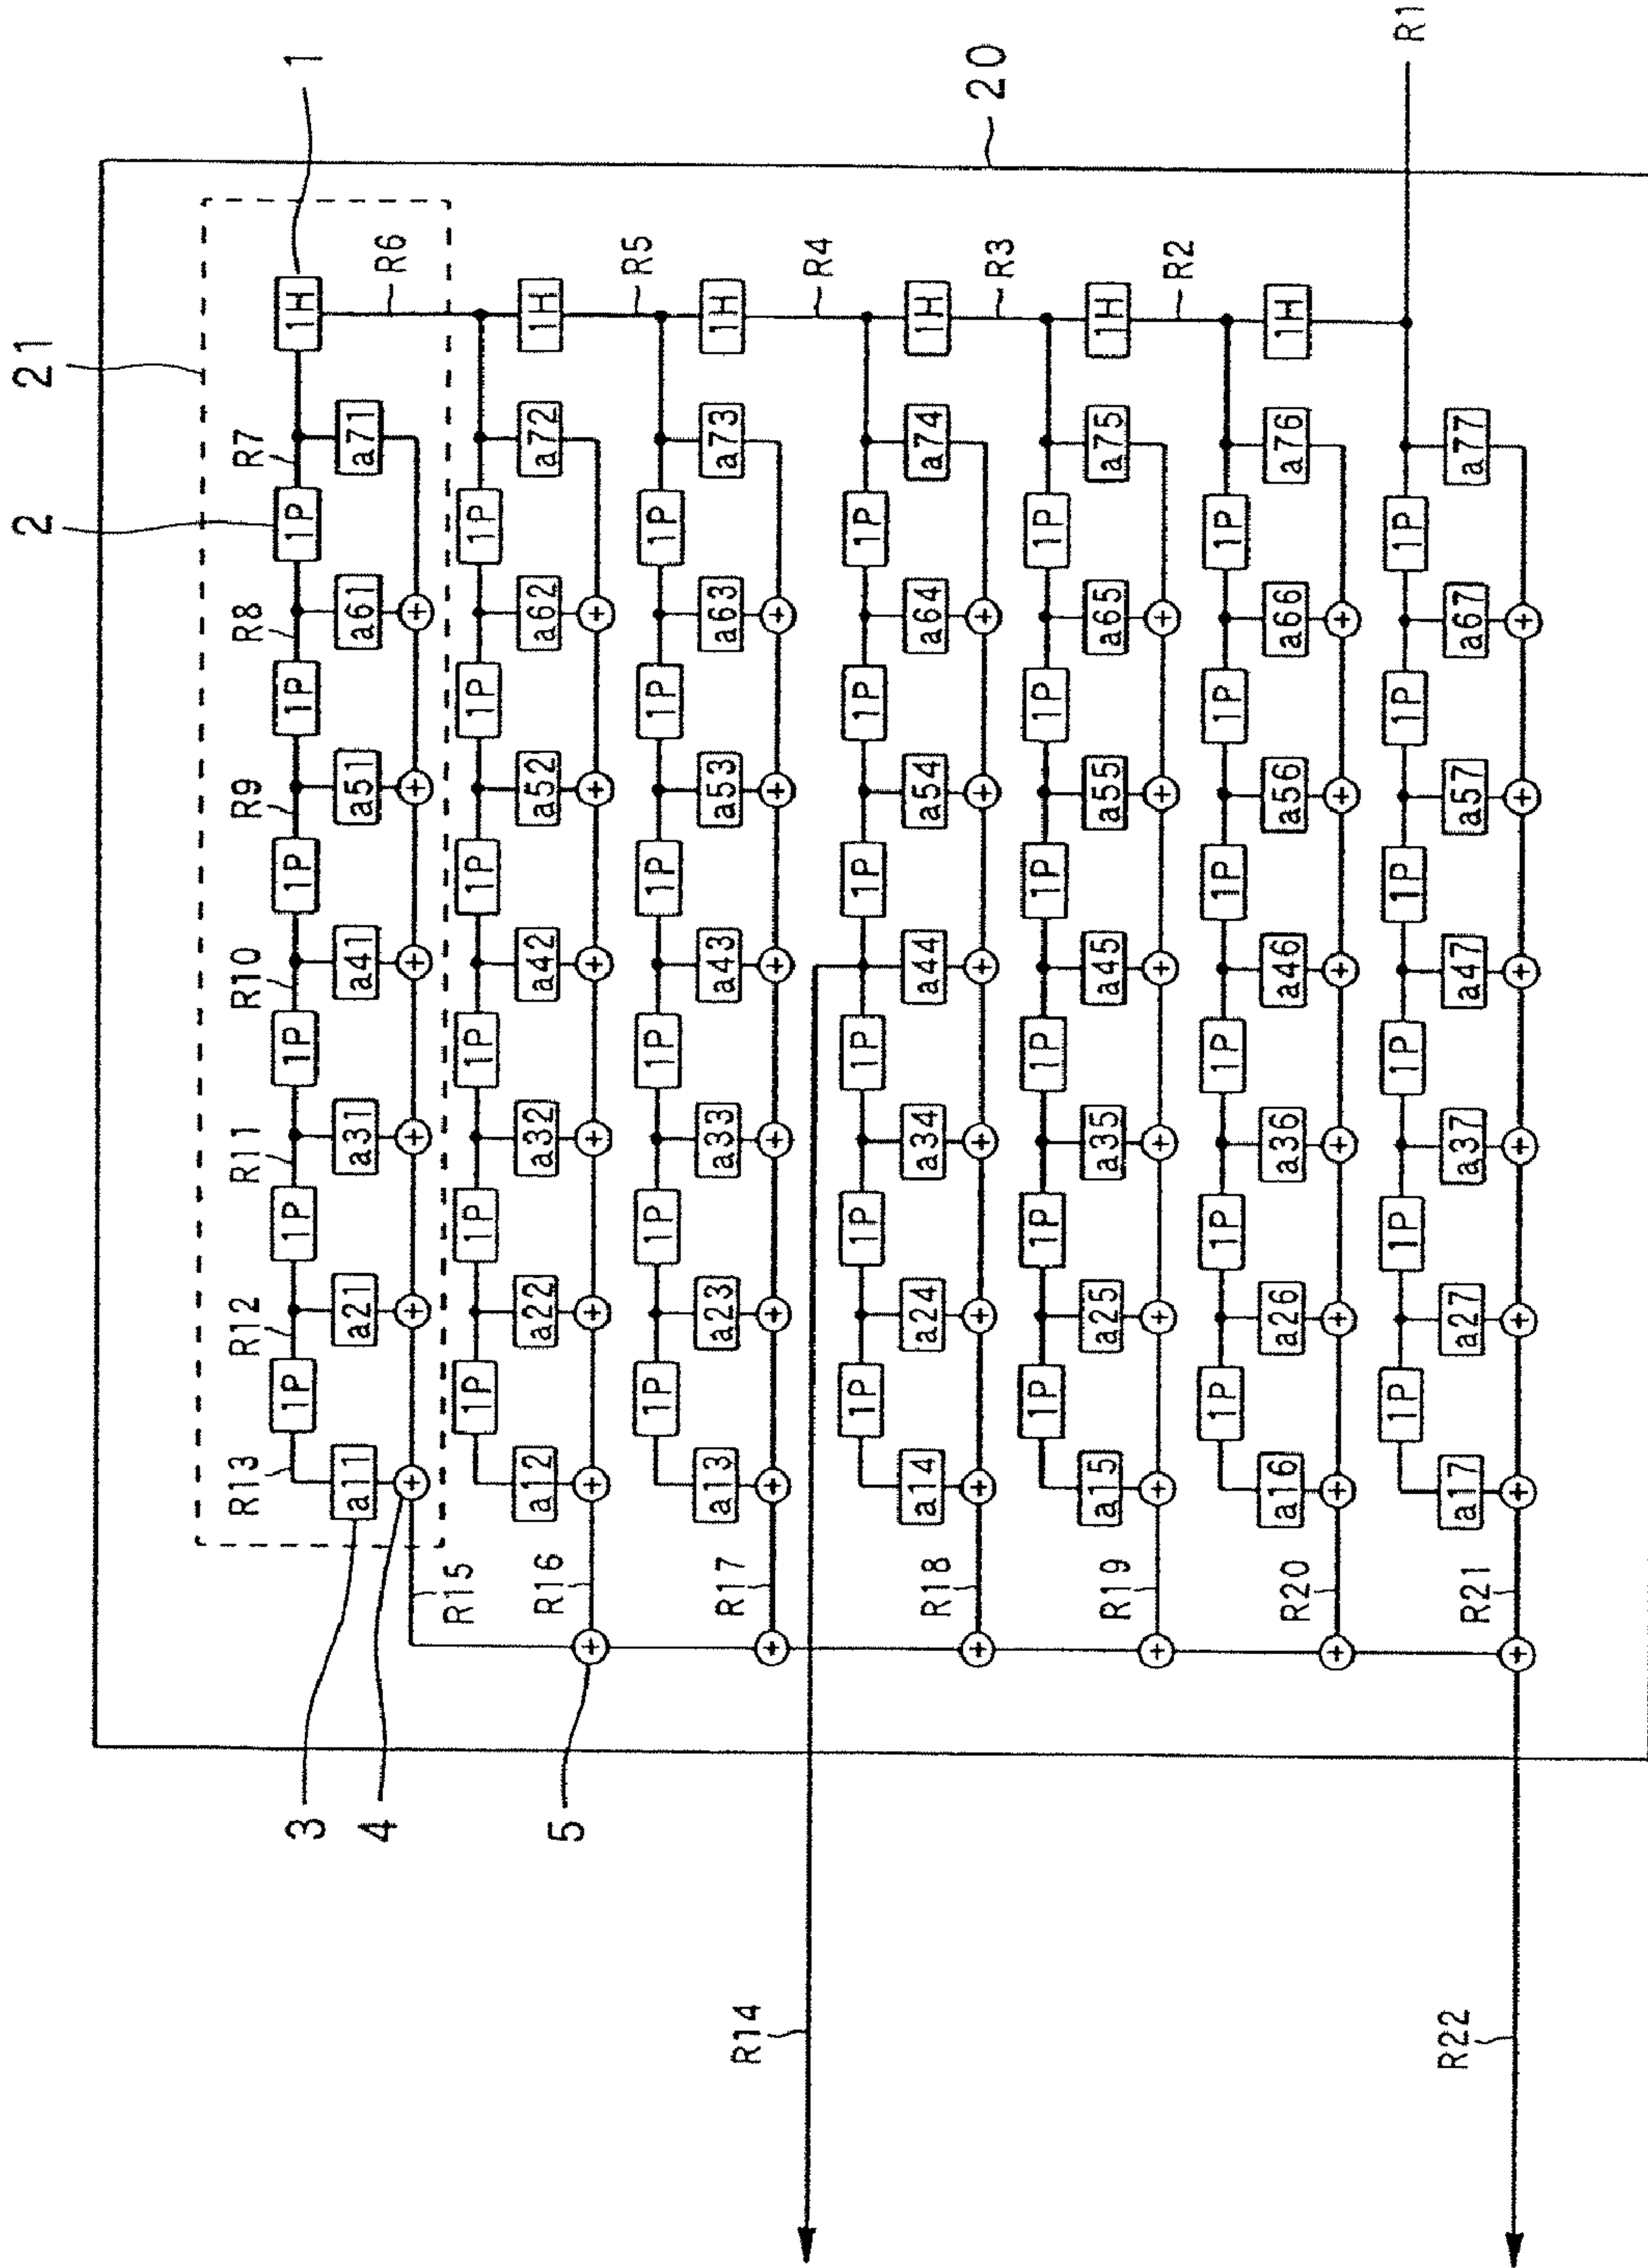 2 21
R13 R12 R11 R10 R9 R8 R7
3 1P 1P 1P 1P 1P 1P 1H 1
a11 a21 a31 a41 a51 a61 a71
4 R6
+ + + + + +
R15
1P 1P 1P 1P 1P 1P
R16 a12 a22 a32 a42 a52 a62 a72 1H
5 + + + + + + +
R5
1P 1P 1P 1P 1P 1P
R17 a13 a23 a33 a43 a53 a63 a73 1H
R14
+ + + + + + +
R4
1P 1P 1P 1P 1P 1P
R18 a14 a24 a34 a44 a54 a64 a74 1H
+ + + + + + +
R3 20
1P 1P 1P 1P 1P 1P
R19 a15 a25 a35 a45 a55 a65 a75 1H
+ + + + + + +
R2
1P 1P 1P 1P 1P 1P
R20 a16 a26 a36 a46 a56 a66 a76 1H
+ + + + + + +
1P 1P 1P 1P 1P 1P R1
R22 R21 a17 a27 a37 a47 a57 a67 a77
+ + + + + + +